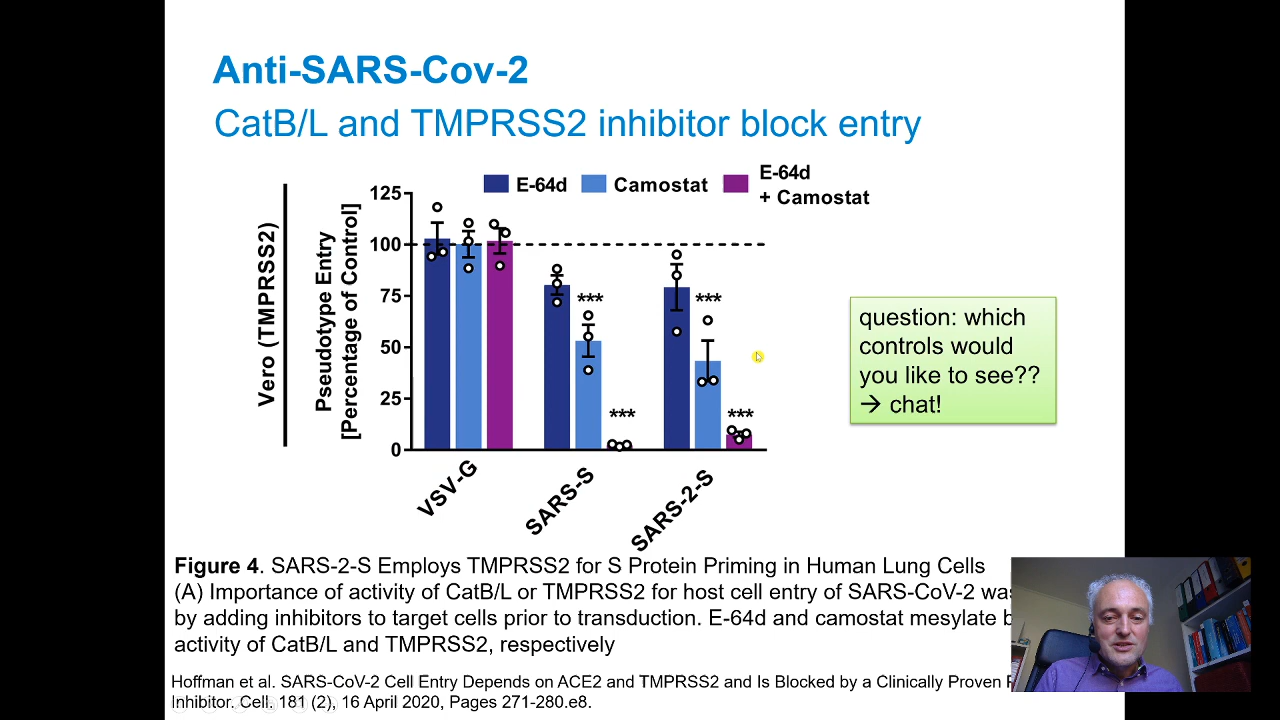 Anti-SARS-Cov-2
CatB/L and TMPRSS2 inhibitor block entry
E-64d
Camostat
E-64d
+ Camostat
Vero (TMPRSS2)
Pseudotype Entry
[Percentage of Control]
125
100
75
50
25
0
***
***
***
***
VSV-G
SARS-S
SARS-2-S
question: which
controls would
you like to see??
→ chat!
Figure 4. SARS-2-S Employs TMPRSS2 for S Protein Priming in Human Lung Cells
(A) Importance of activity of CatB/L or TMPRSS2 for host cell entry of SARS-CoV-2
by adding inhibitors to target cells prior to transduction. E-64d and camostat mesylate
activity of CatB/L and TMPRSS2, respectively
Hoffman et al. SARS-CoV-2 Cell Entry Depends on ACE2 and TMPRSS2 and Is Blocked by a Clinically Proven
Inhibitor. Cell. 181 (2), 16 April 2020, Pages 271-280.e8.